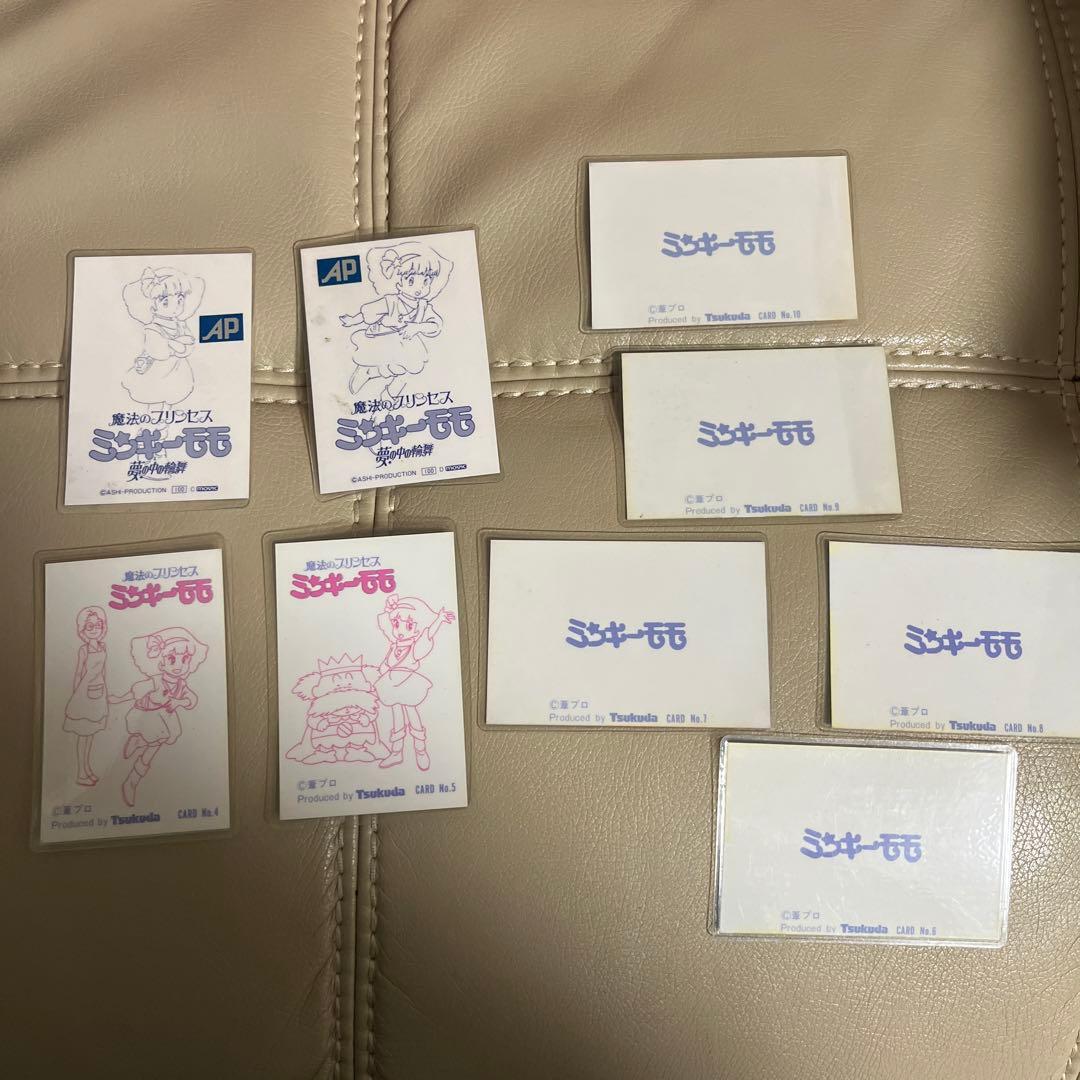 AP
魔法のプリンセス
ミンキーモモ
夢の中の輪舞
©ASHI-PRODUCTION 100 D movic
AP
魔法のプリンセス
ミンキーモモ
夢の中の輪舞
©ASHI-PRODUCTION 100 D movic
ミンキーモモ
©葦プロ
Produced by Tsukuda CARD No.10
ミンキーモモ
©葦プロ
Produced by Tsukuda CARD No.9
魔法のプリンセス
ミンキーモモ
©葦プロ
Produced by Tsukuda CARD No.4
魔法のプリンセス
ミンキーモモ
©葦プロ
Produced by Tsukuda CARD No.5
ミンキーモモ
©葦プロ
Produced by Tsukuda CARD No.7
ミンキーモモ
©葦プロ
Produced by Tsukuda CARD No.8
ミンキーモモ
©葦プロ
Produced by Tsukuda CARD No.6